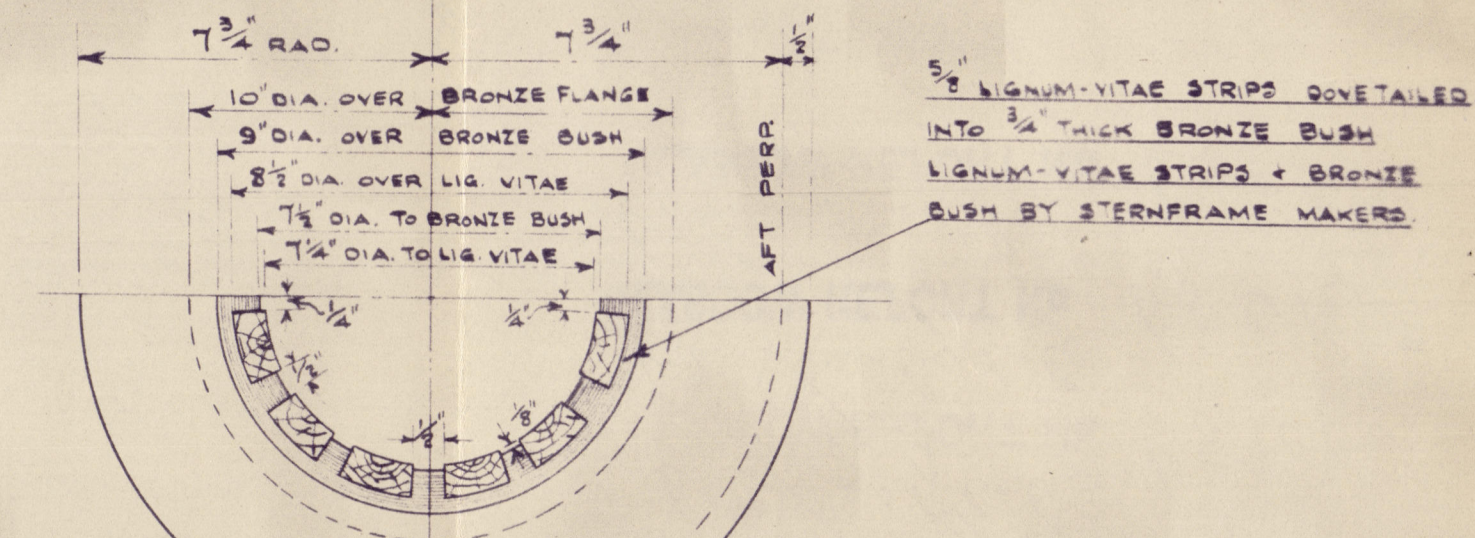 7 3/4" RAD.
7 3/4"
1/2"
10" DIA. OVER BRONZE FLANGE
9" DIA. OVER BRONZE BUSH
8 1/2" DIA. OVER LIG. VITAE
7 1/2" DIA. TO BRONZE BUSH
7 1/4" DIA. TO LIG. VITAE
AFT PERP.
5/8" LIGNUM-VITAE STRIPS DOVETAILED
INTO 3/4" THICK BRONZE BUSH
LIGNUM-VITAE STRIPS & BRONZE
BUSH BY STERNFRAME MAKERS.
1/4"
1/4"
1/2"
1/2"
1/8"